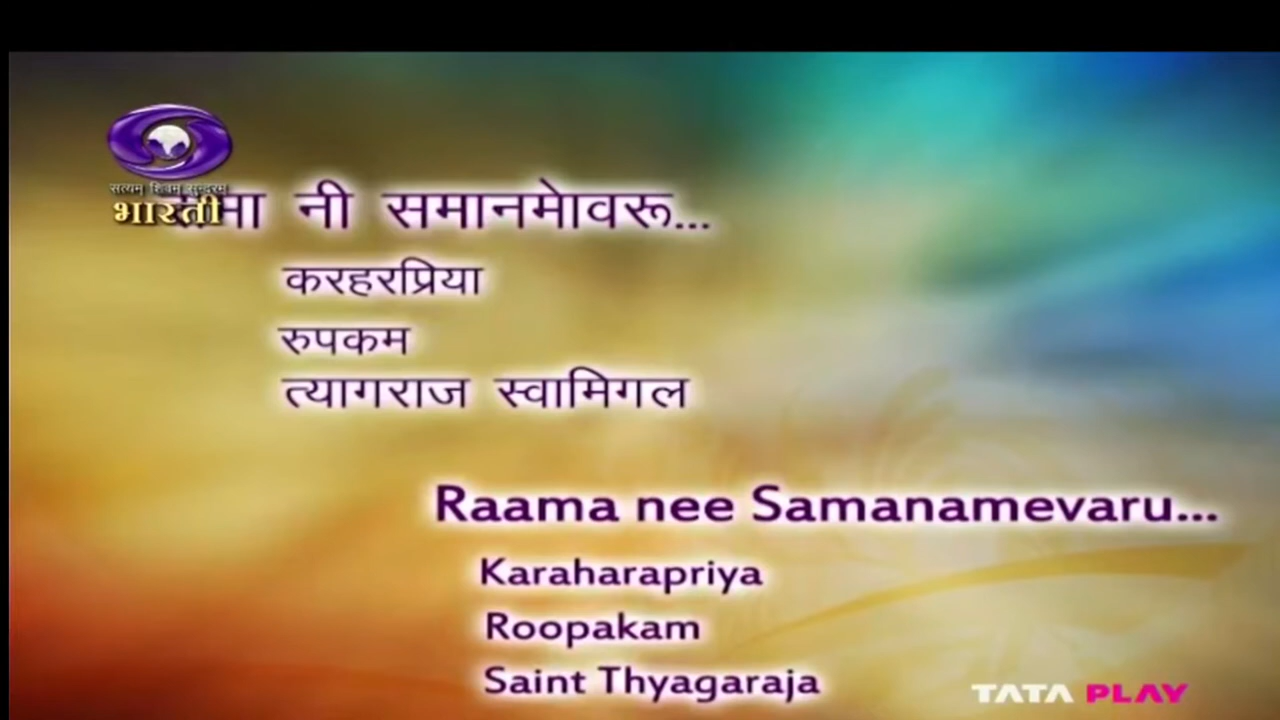 सत्यम शिवम सुन्दरम
भारती
नी समानमेावरू...
करहरप्रिया
रुपकम
त्यागराज स्वामिगल
Raama nee Samanamevaru...
Karaharapriya
Roopakam
Saint Thyagaraja
TATA PLAY